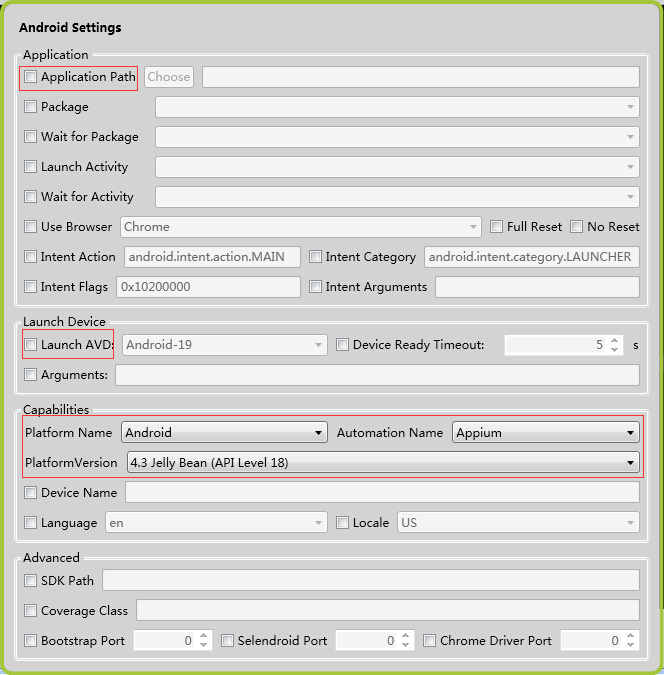 Android Settings
Application
Application Path Choose
Package
Wait for Package
Launch Activity
Wait for Activity
Use Browser Chrome Full Reset No Reset
Intent Action android.intent.action.MAIN Intent Category android.intent.category.LAUNCHER
Intent Flags 0x10200000 Intent Arguments
Launch Device
Launch AVD: Android-19 Device Ready Timeout: 5 s
Arguments:
Capabilities
Platform Name Android Automation Name Appium
PlatformVersion 4.3 Jelly Bean (API Level 18)
Device Name
Language en Locale US
Advanced
SDK Path
Coverage Class
Bootstrap Port 0 Selendroid Port 0 Chrome Driver Port 0